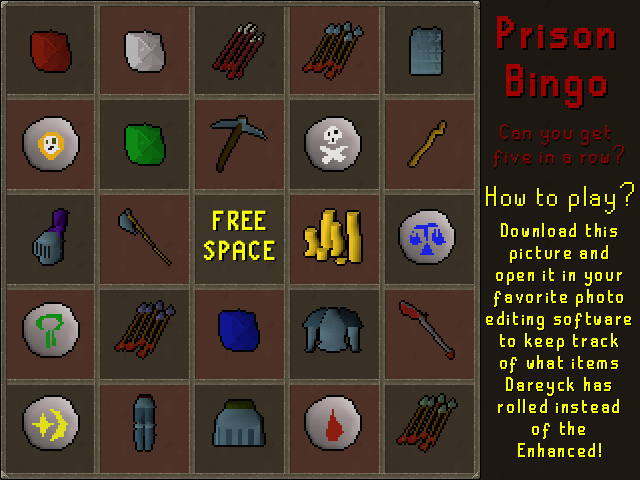 FREE
SPACE
Prison
Bingo
Can you get
five in a row?
How to play?
Download this
picture and
open it in your
favorite photo
editing software
to keep track
of what items
Dareyck has
rolled instead
of the
Enhanced!